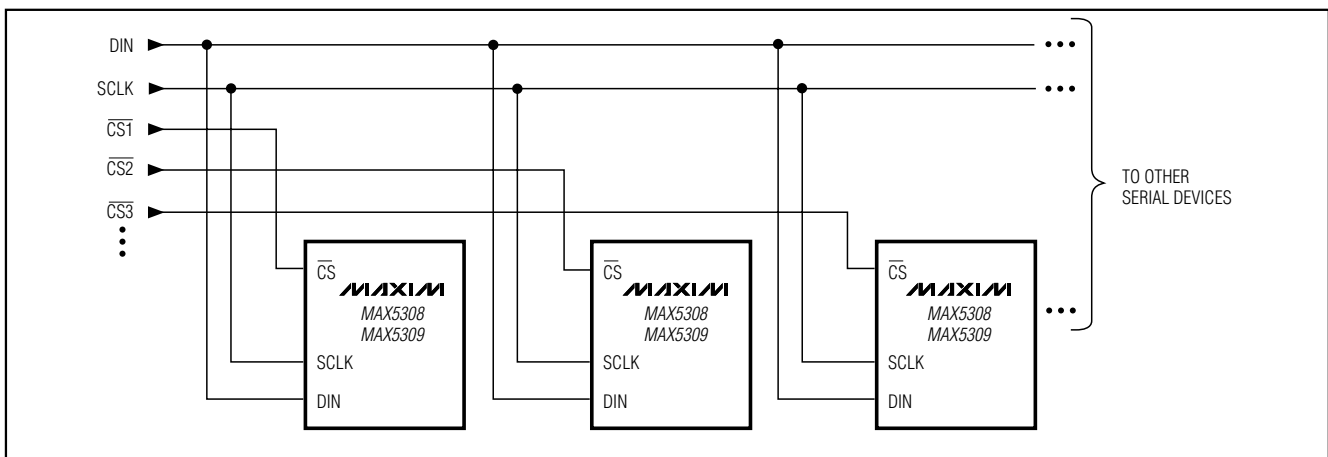 DIN
SCLK
CS1
CS2
CS3
TO OTHER
SERIAL DEVICES
CS
MAXIM
MAX5308
MAX5309
SCLK
DIN
CS
MAXIM
MAX5308
MAX5309
SCLK
DIN
CS
MAXIM
MAX5308
MAX5309
SCLK
DIN